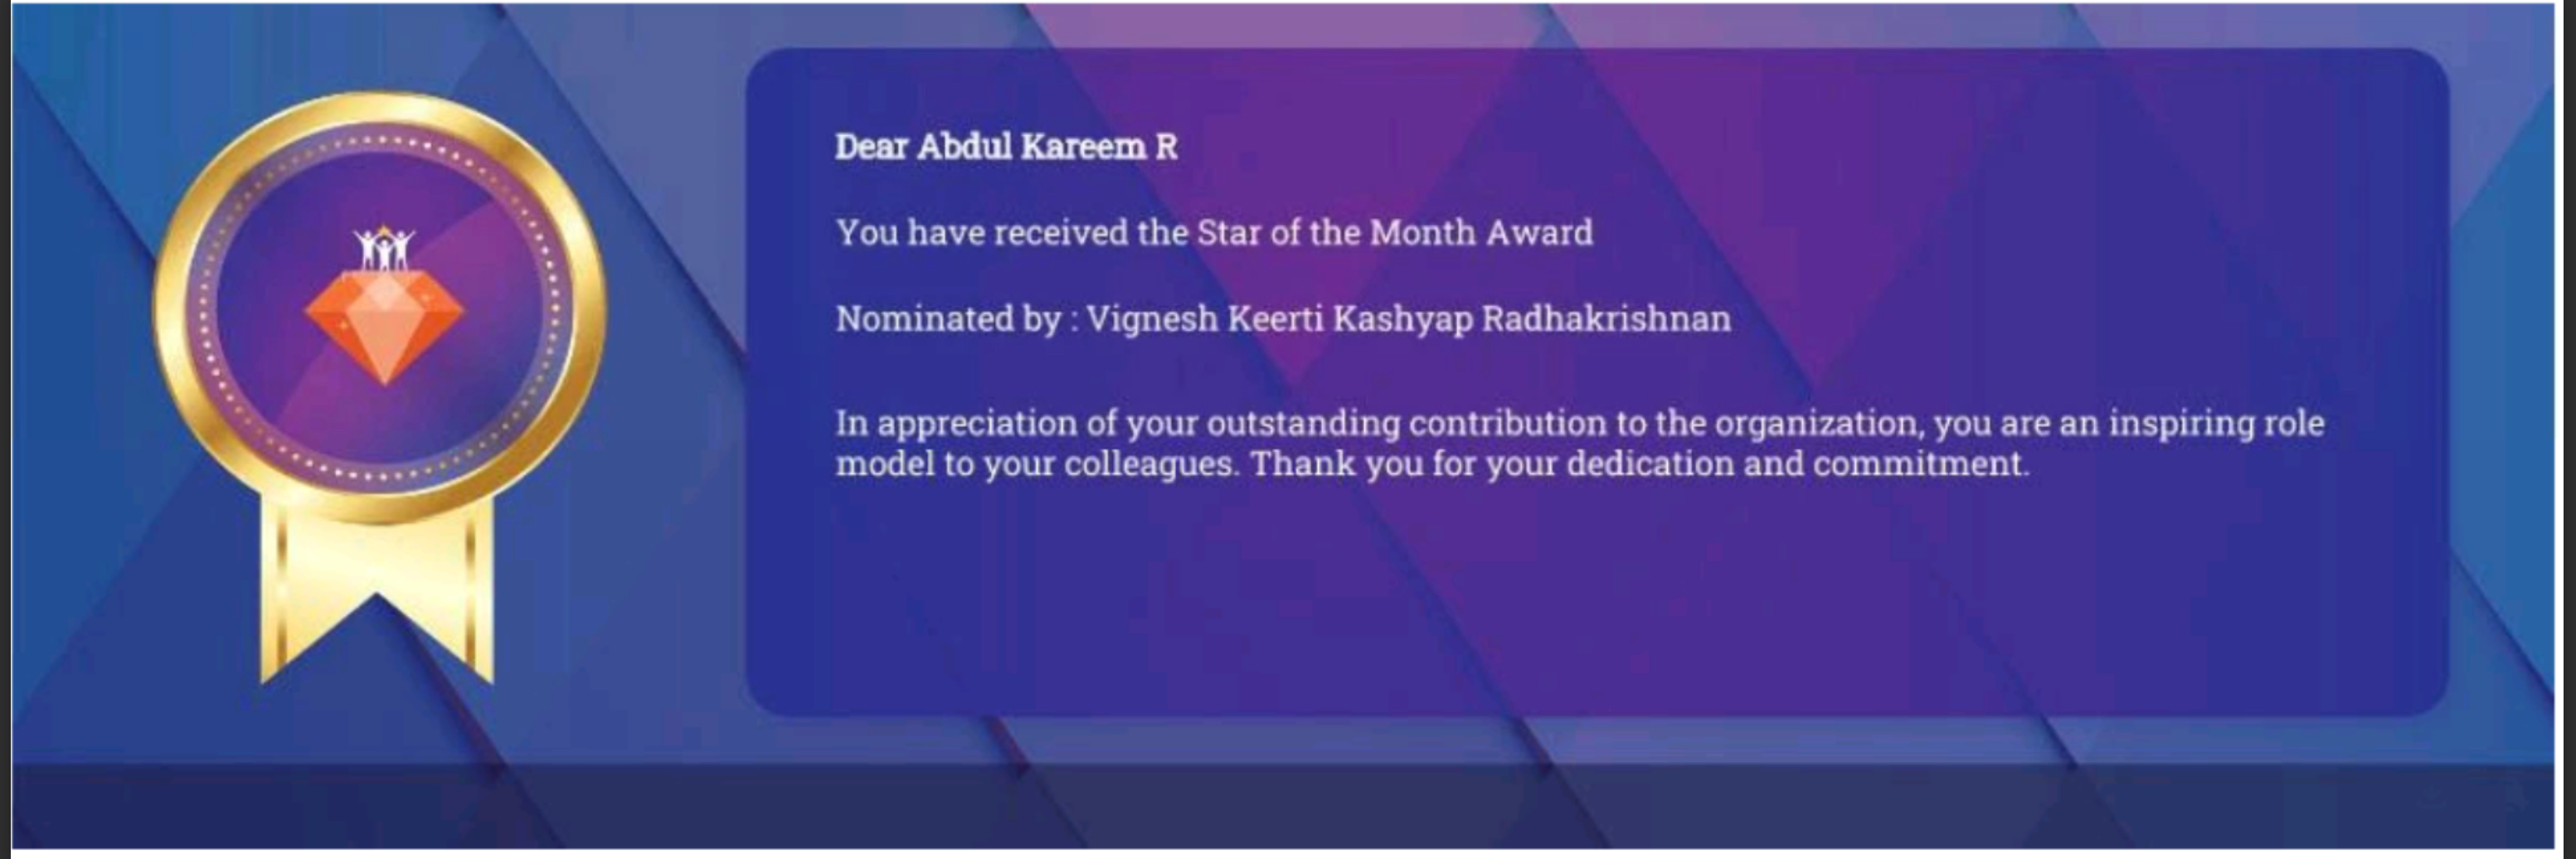 Dear Abdul Kareem R
You have received the Star of the Month Award
Nominated by : Vignesh Keerti Kashyap Radhakrishnan
In appreciation of your outstanding contribution to the organization, you are an inspiring role
model to your colleagues. Thank you for your dedication and commitment.